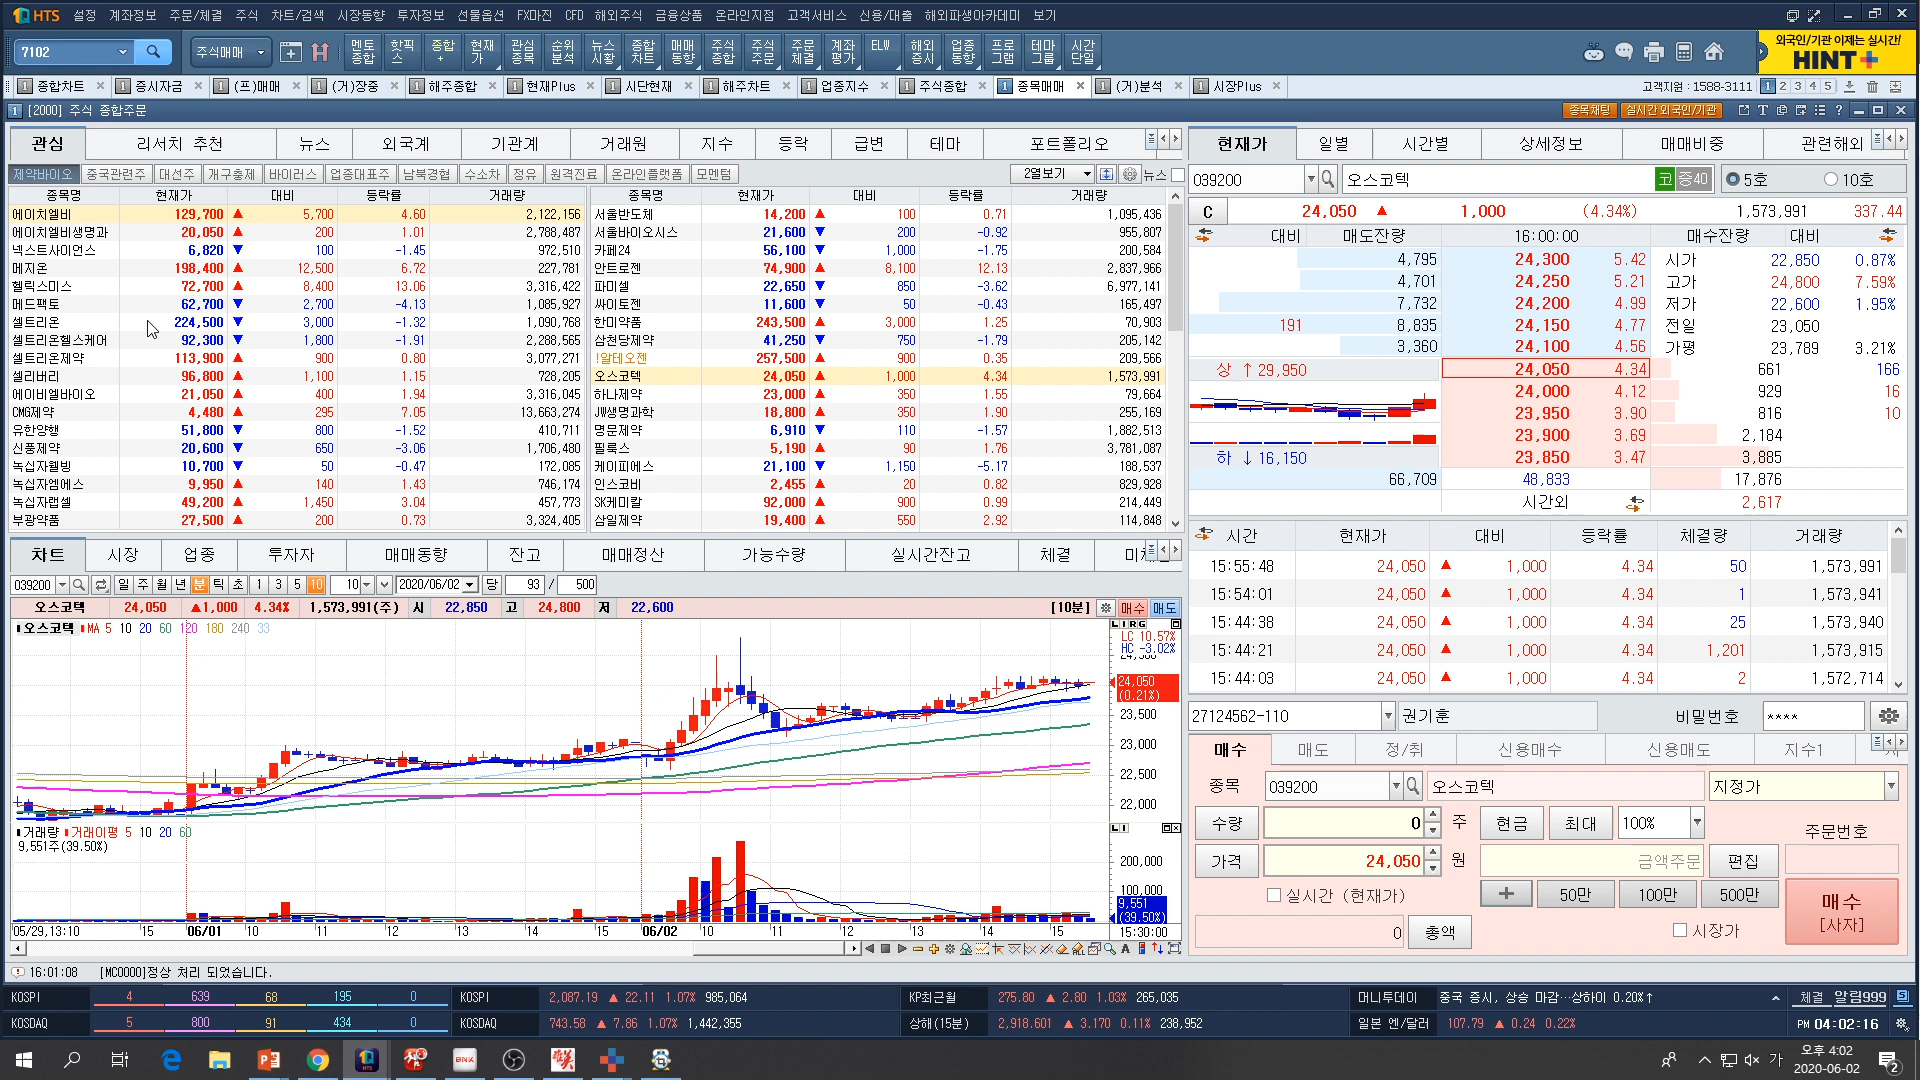 HTS 설정 계좌정보 주문/체결 주식 차트/검색 시장동향 투자정보 선물옵션 FX마진 CFD 해외주식 금융상품 온라인지점 고객서비스 신용/대출 해외파생아카데미 보기
7102 주식매매 멘토종합 핫픽스 종합+ 현재가 관심종목 순위분석 뉴스시황 종합차트 매매동향 주식종합 주식주문 주문체결 계좌평가 ELW 해외증시 업종동향 프로그램 테마그룹 시간단일
외국인/기관 이제는 실시간!
HINT+
1 종합차트 1 증시자금 1 (프)매매 1 (거)장중 1 해주종합 1 현재Plus 1 시단현재 1 해주차트 1 업종지수 1 주식종합 1 종목매매 1 (거)분석 1 시장Plus 고객지원 : 1588-3111 1 2 3 4 5
1 [2000] 주식 종합주문 종목채팅 실시간 외국인/기관
관심 리서치 추천 뉴스 외국계 기관계 거래원 지수 등락 급변 테마 포트폴리오
제약바이오 중국관련주 대선주 개구충제 바이러스 업종대표주 남북경협 수소차 정유 원격진료 온라인플랫폼 모멘텀 2열보기 뉴스
종목명 현재가 대비 등락률 거래량 종목명 현재가 대비 등락률 거래량
에이치엘비 129,700 ▲ 5,700 4.60 2,122,156 서울반도체 14,200 ▲ 100 0.71 1,095,436
에이치엘비생명과 20,050 ▲ 200 1.01 2,788,487 서울바이오시스 21,600 ▼ 200 -0.92 955,807
넥스트사이언스 6,820 ▼ 100 -1.45 972,510 카페24 56,100 ▼ 1,000 -1.75 200,584
메지온 198,400 ▲ 12,500 6.72 227,781 안트로젠 74,900 ▲ 8,100 12.13 2,837,966
헬릭스미스 72,700 ▲ 8,400 13.06 3,316,422 파미셀 22,650 ▼ 850 -3.62 6,977,141
메드팩토 62,700 ▼ 2,700 -4.13 1,085,927 싸이토젠 11,600 ▼ 50 -0.43 165,497
셀트리온 224,500 ▼ 3,000 -1.32 1,090,768 한미약품 243,500 ▲ 3,000 1.25 70,903
셀트리온헬스케어 92,300 ▼ 1,800 -1.91 2,288,565 삼천당제약 41,250 ▼ 750 -1.79 205,142
셀트리온제약 113,900 ▲ 900 0.80 3,077,271 !알테오젠 257,500 ▲ 900 0.35 209,566
셀리버리 96,800 ▲ 1,100 1.15 728,205 오스코텍 24,050 ▲ 1,000 4.34 1,573,991
에이비엘바이오 21,050 ▲ 400 1.94 3,316,045 하나제약 23,000 ▲ 350 1.55 79,664
CMG제약 4,480 ▲ 295 7.05 13,663,274 JW생명과학 18,800 ▲ 350 1.90 255,169
유한양행 51,800 ▼ 800 -1.52 410,711 명문제약 6,910 ▼ 110 -1.57 1,882,513
신풍제약 20,600 ▼ 650 -3.06 1,706,480 필룩스 5,190 ▲ 90 1.76 3,781,087
녹십자웰빙 10,700 ▼ 50 -0.47 172,085 케이피에스 21,100 ▼ 1,150 -5.17 188,537
녹십자엠에스 9,950 ▲ 140 1.43 746,174 인스코비 2,455 ▲ 20 0.82 829,928
녹십자랩셀 49,200 ▲ 1,450 3.04 457,773 SK케미칼 92,000 ▲ 900 0.99 214,449
부광약품 27,500 ▲ 200 0.73 3,324,405 삼일제약 19,400 ▲ 550 2.92 114,848
차트 시장 업종 투자자 매매동향 잔고 매매정산 가능수량 실시간잔고 체결
039200 일 주 월 년 분 틱 초 1 3 5 10 10 2020/06/02 당 93 / 500
오스코텍 24,050 ▲1,000 4.34% 1,573,991(주) 시 22,850 고 24,800 저 22,600 [10분] 매수 매도
오스코텍 MA 5 10 20 60 120 180 240 33
LC 10.57%
HC -3.02%
24,050
(0.21%)
23,500
23,000
22,500
22,000
거래량 거래이평 5 10 20 60
9,551주(39.50%)
200,000
100,000
9,551
(39.50%)
05/29,13:10 15 06/01 10 11 12 13 14 15 06/02 10 11 12 13 14 15 15:30:00
16:01:08 [MC0000]정상 처리 되었습니다.
현재가 일별 시간별 상세정보 매매비중 관련해외
039200 오스코텍 코 증40 5호 10호
C 24,050 ▲ 1,000 (4.34%) 1,573,991 337.44
대비 매도잔량 16:00:00 매수잔량 대비
4,795 24,300 5.42 시가 22,850 0.87%
4,701 24,250 5.21 고가 24,800 7.59%
7,732 24,200 4.99 저가 22,600 1.95%
191 8,835 24,150 4.77 전일 23,050
3,360 24,100 4.56 가평 23,789 3.21%
상 ↑ 29,950 24,050 4.34 661 166
24,000 4.12 929 16
23,950 3.90 816 10
23,900 3.69 2,184
하 ↓ 16,150 23,850 3.47 3,885
66,709 48,833 17,876
시간외 2,617
시간 현재가 대비 등락률 체결량 거래량
15:55:48 24,050 ▲ 1,000 4.34 50 1,573,991
15:54:01 24,050 ▲ 1,000 4.34 1 1,573,941
15:44:38 24,050 ▲ 1,000 4.34 25 1,573,940
15:44:21 24,050 ▲ 1,000 4.34 1,201 1,573,915
15:44:03 24,050 ▲ 1,000 4.34 2 1,572,714
27124562-110 권기훈 비밀번호 ****
매수 매도 정/취 신용매수 신용매도 지수1
종목 039200 오스코텍 지정가
수량 0 주 현금 최대 100% 주문번호
가격 24,050 원 금액주문 편집
실시간 (현재가) + 50만 100만 500만
매수
[사자]
0 총액 시장가
KOSPI 4 639 68 195 0 KOSPI 2,087.19 ▲ 22.11 1.07% 985,064 KP최근월 275.80 ▲ 2.80 1.03% 265,035 머니투데이 중국 증시, 상승 마감…상하이 0.20%↑ 체결 알림999
KOSDAQ 5 800 91 434 0 KOSDAQ 743.58 ▲ 7.86 1.07% 1,442,355 상해(15분) 2,918.601 ▲ 3.170 0.11% 238,952 일본 엔/달러 107.79 ▲ 0.24 0.22% PM 04:02:16
BNK 가 오후 4:02
2020-06-02
2